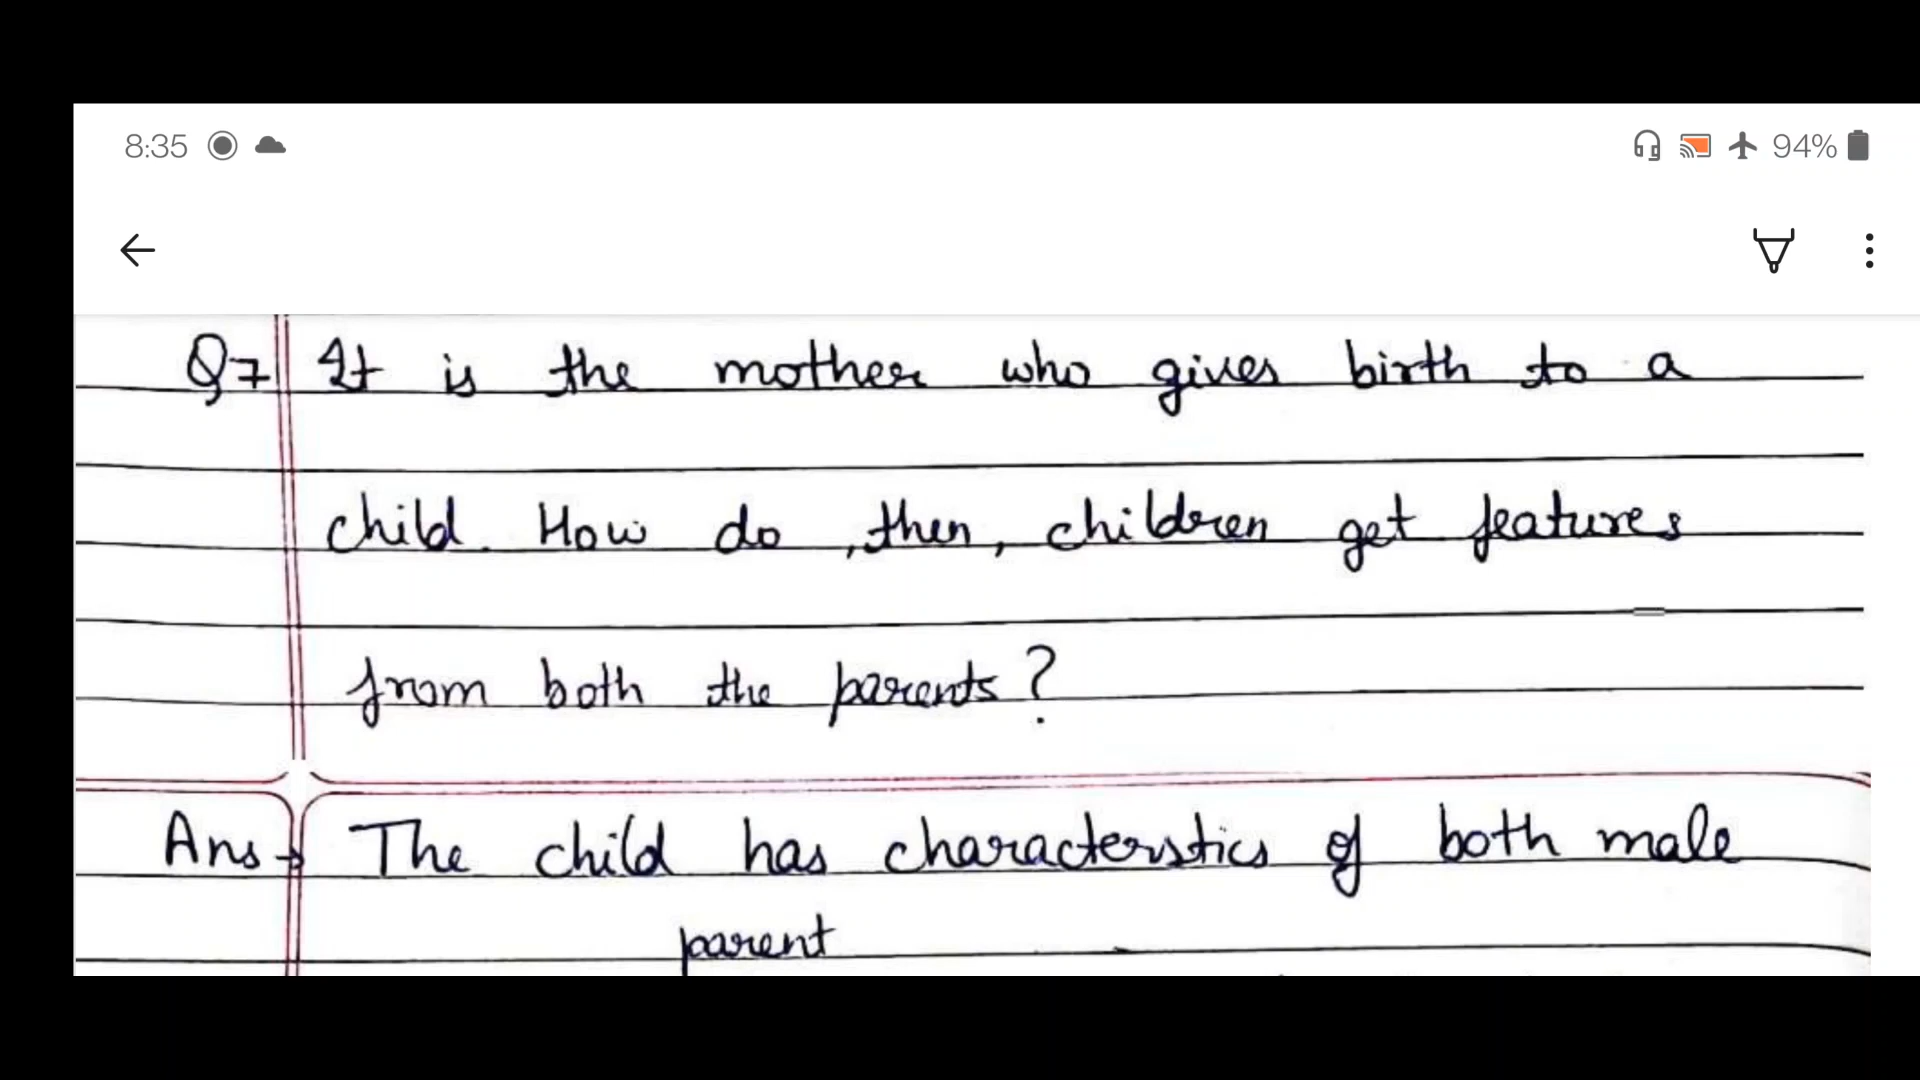 8:35 94%
Q7 It is the mother who gives birth to a
child. How do, then, children get features
from both the parents?
Ans → The child has characterstics of both male
parent